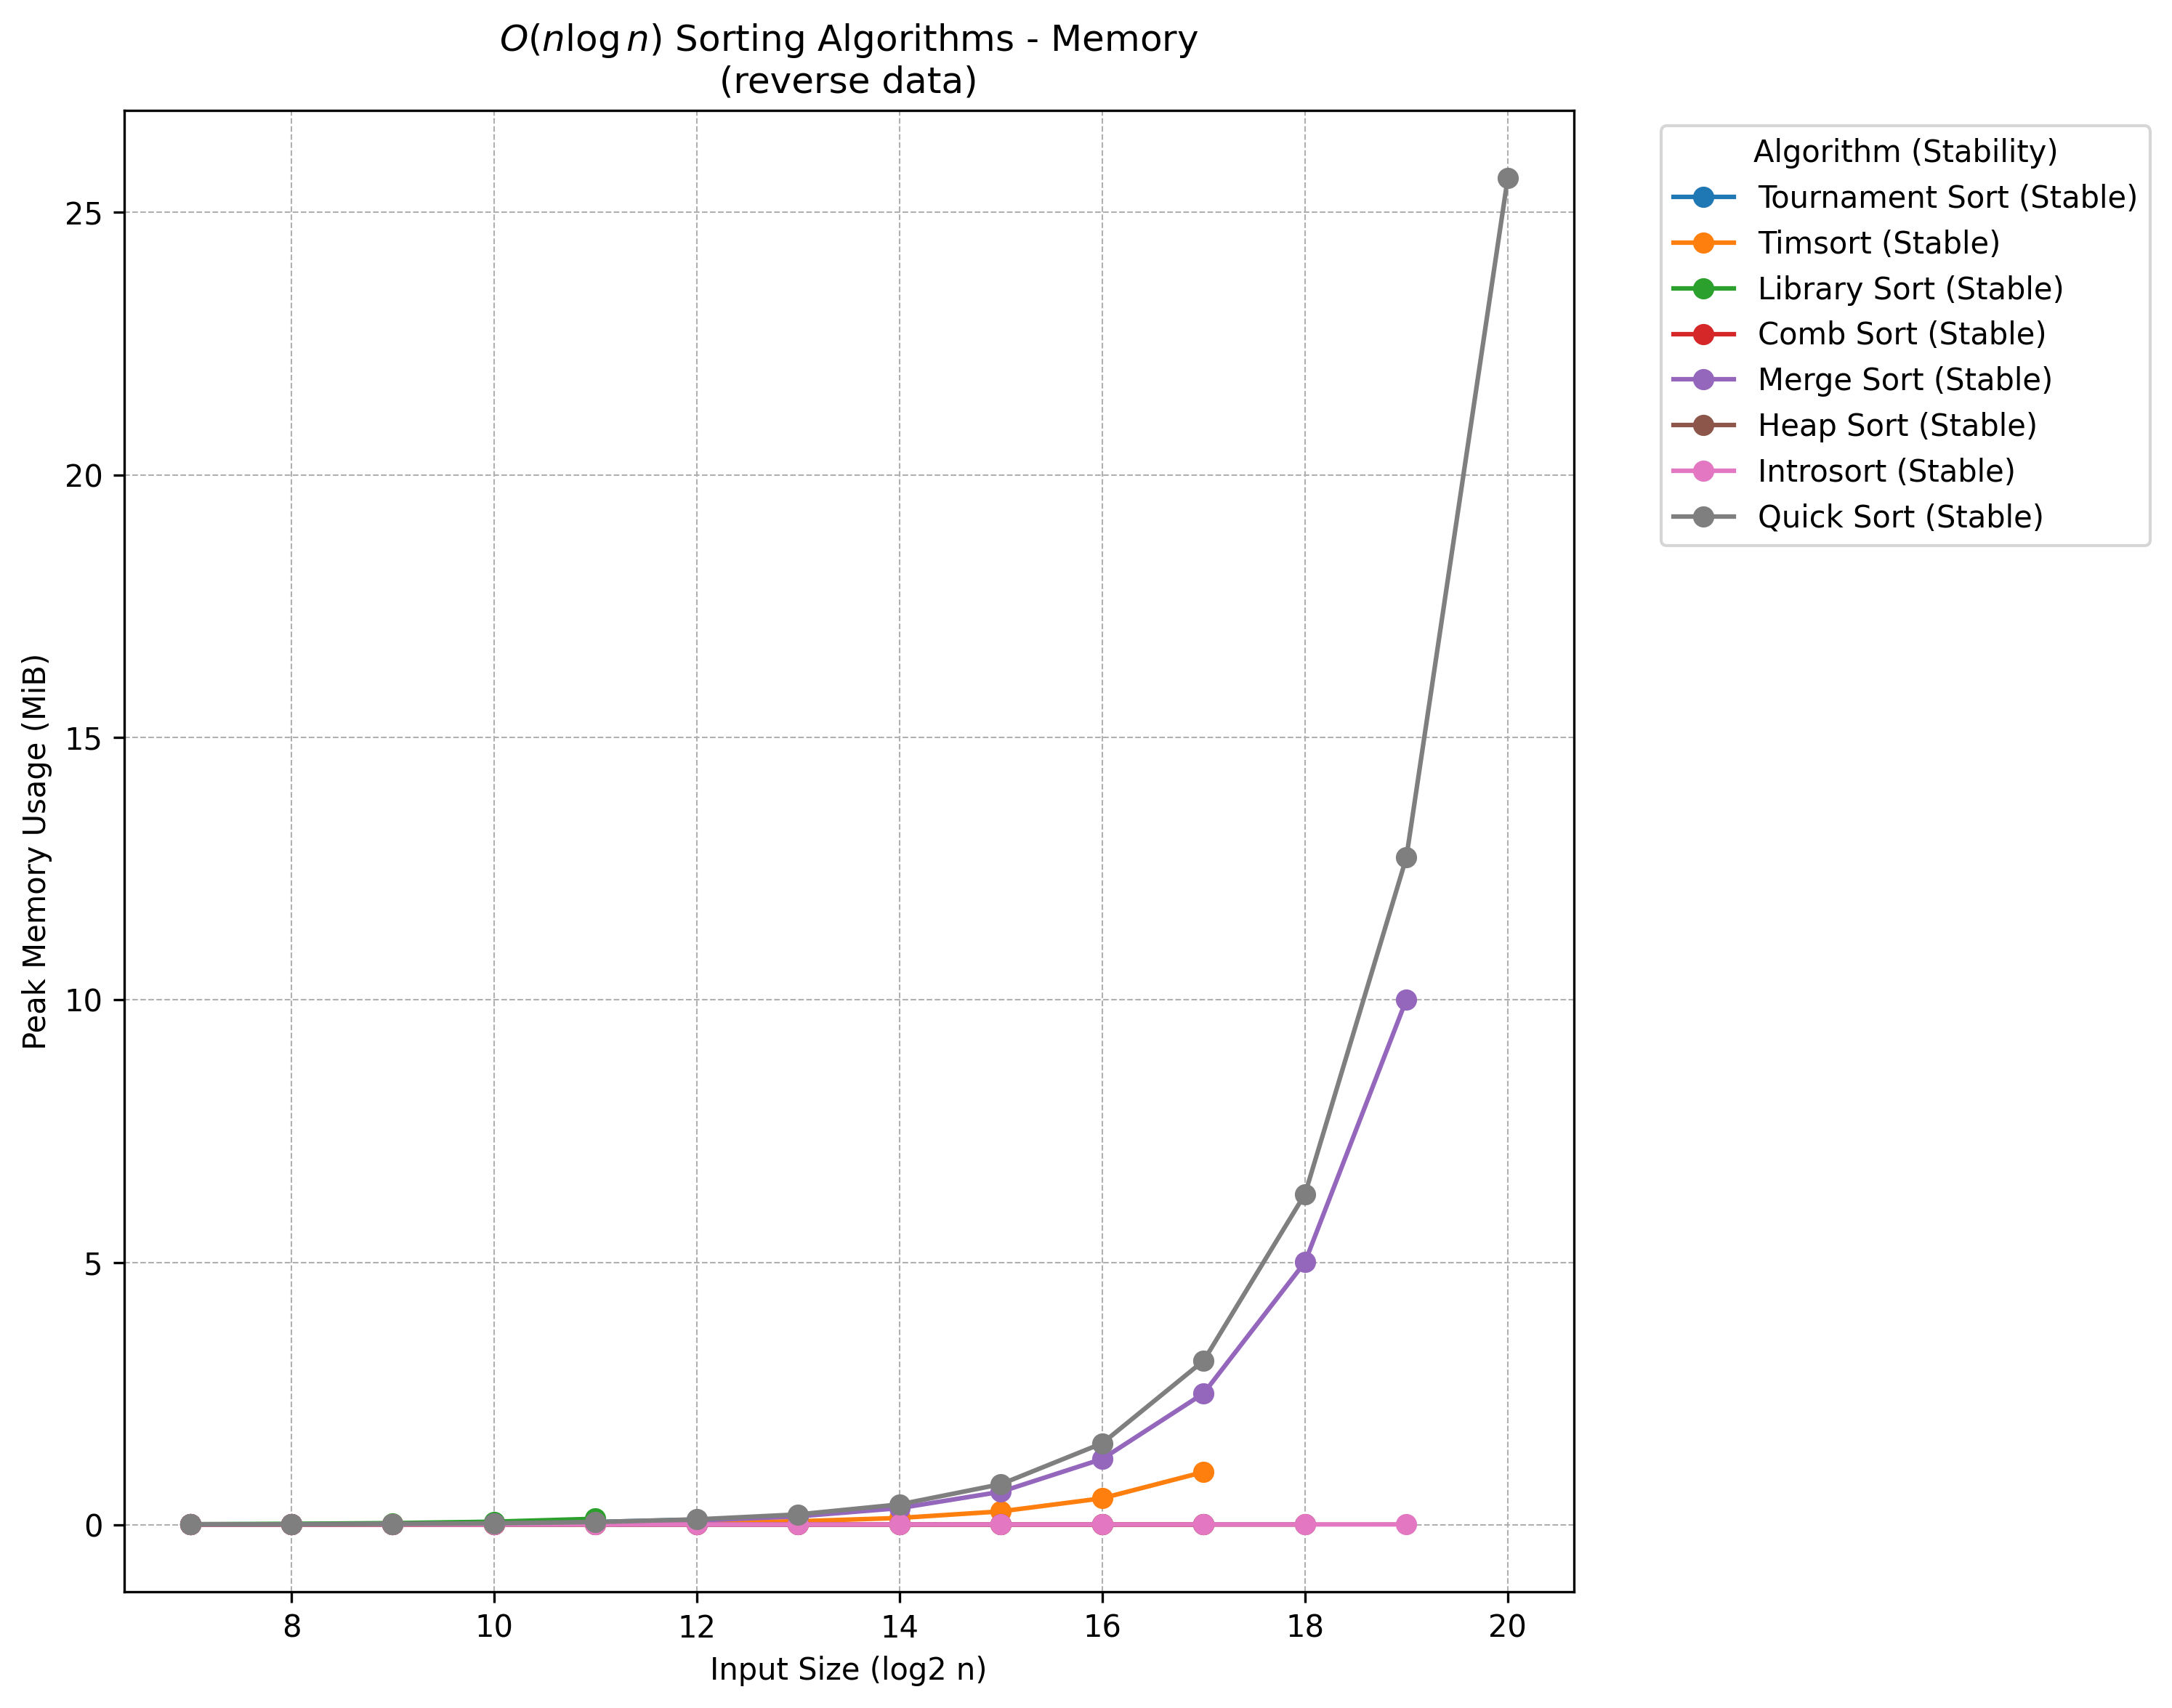 O(n log n) Sorting Algorithms - Memory
(reverse data)
Peak Memory Usage (MiB)
25
20
15
10
5
0
8 10 12 14 16 18 20
Input Size (log2 n)
Algorithm (Stability)
Tournament Sort (Stable)
Timsort (Stable)
Library Sort (Stable)
Comb Sort (Stable)
Merge Sort (Stable)
Heap Sort (Stable)
Introsort (Stable)
Quick Sort (Stable)